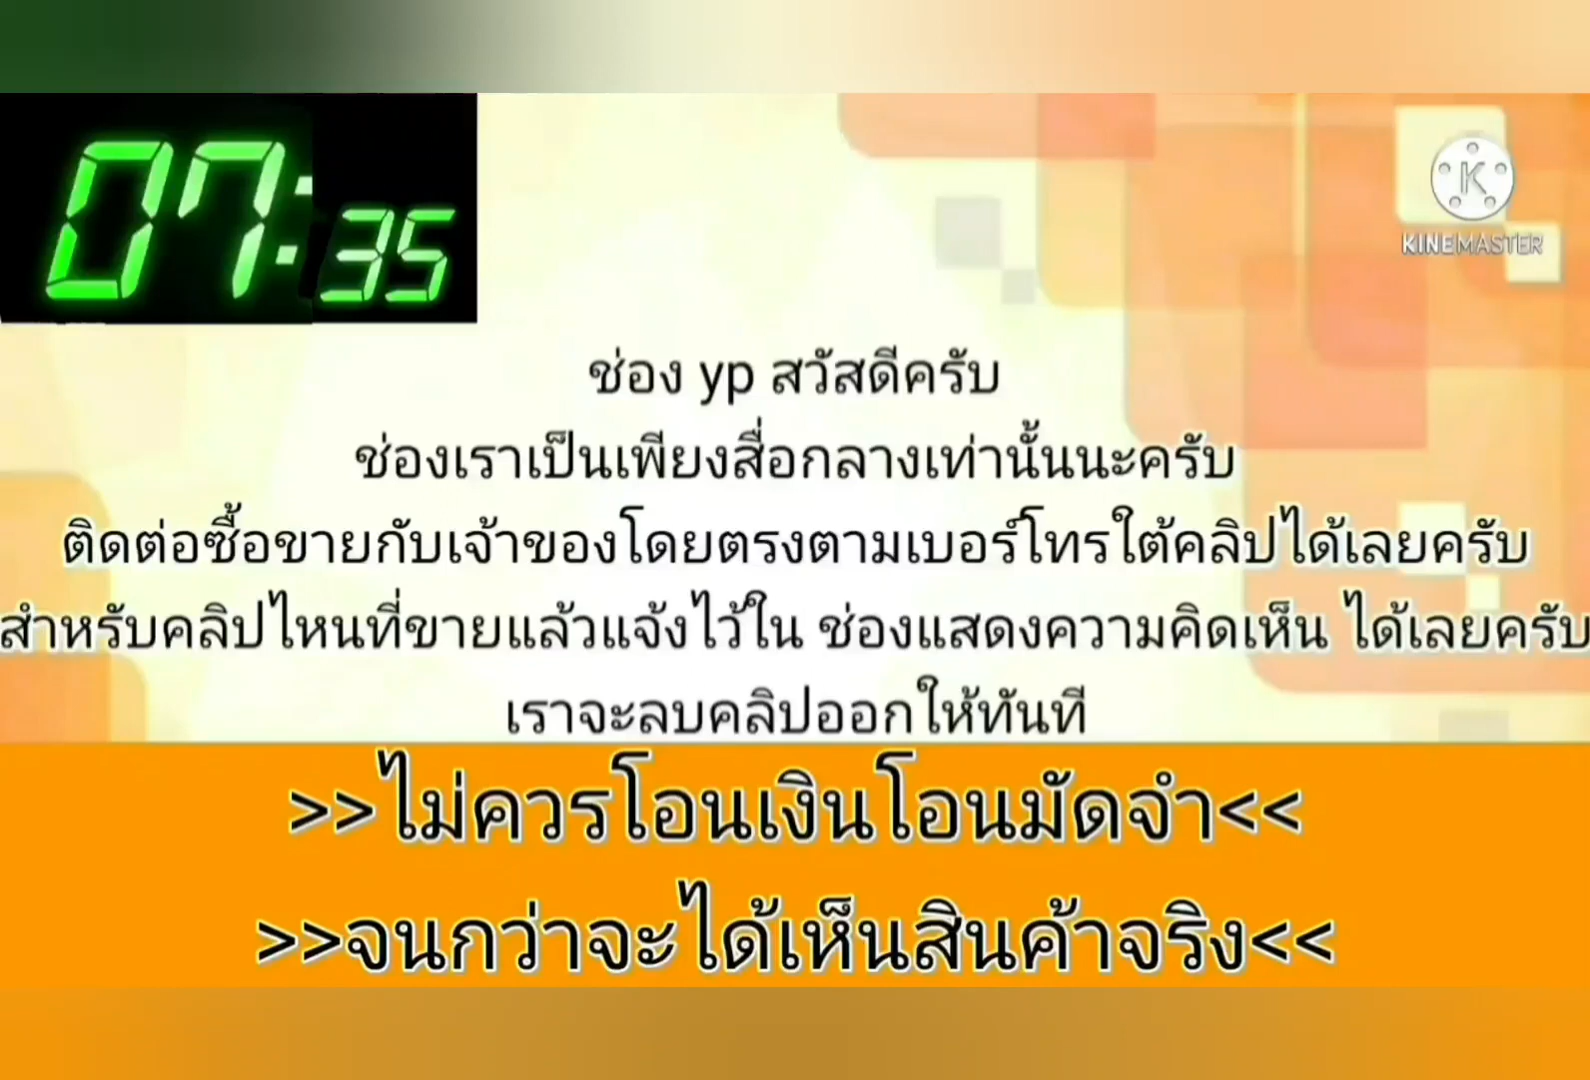 07:35
KINEMASTER
ช่อง yp สวัสดีครับ
ช่องเราเป็นเพียงสื่อกลางเท่านั้นนะครับ
ติดต่อซื้อขายกับเจ้าของโดยตรงตามเบอร์โทรใต้คลิปได้เลยครับ
สำหรับคลิปไหนที่ขายแล้วแจ้งไว้ใน ช่องแสดงความคิดเห็น ได้เลยครับ
เราจะลบคลิปออกให้ทันที
>>ไม่ควรโอนเงินโอนมัดจำ<<
>>จนกว่าจะได้เห็นสินค้าจริง<<